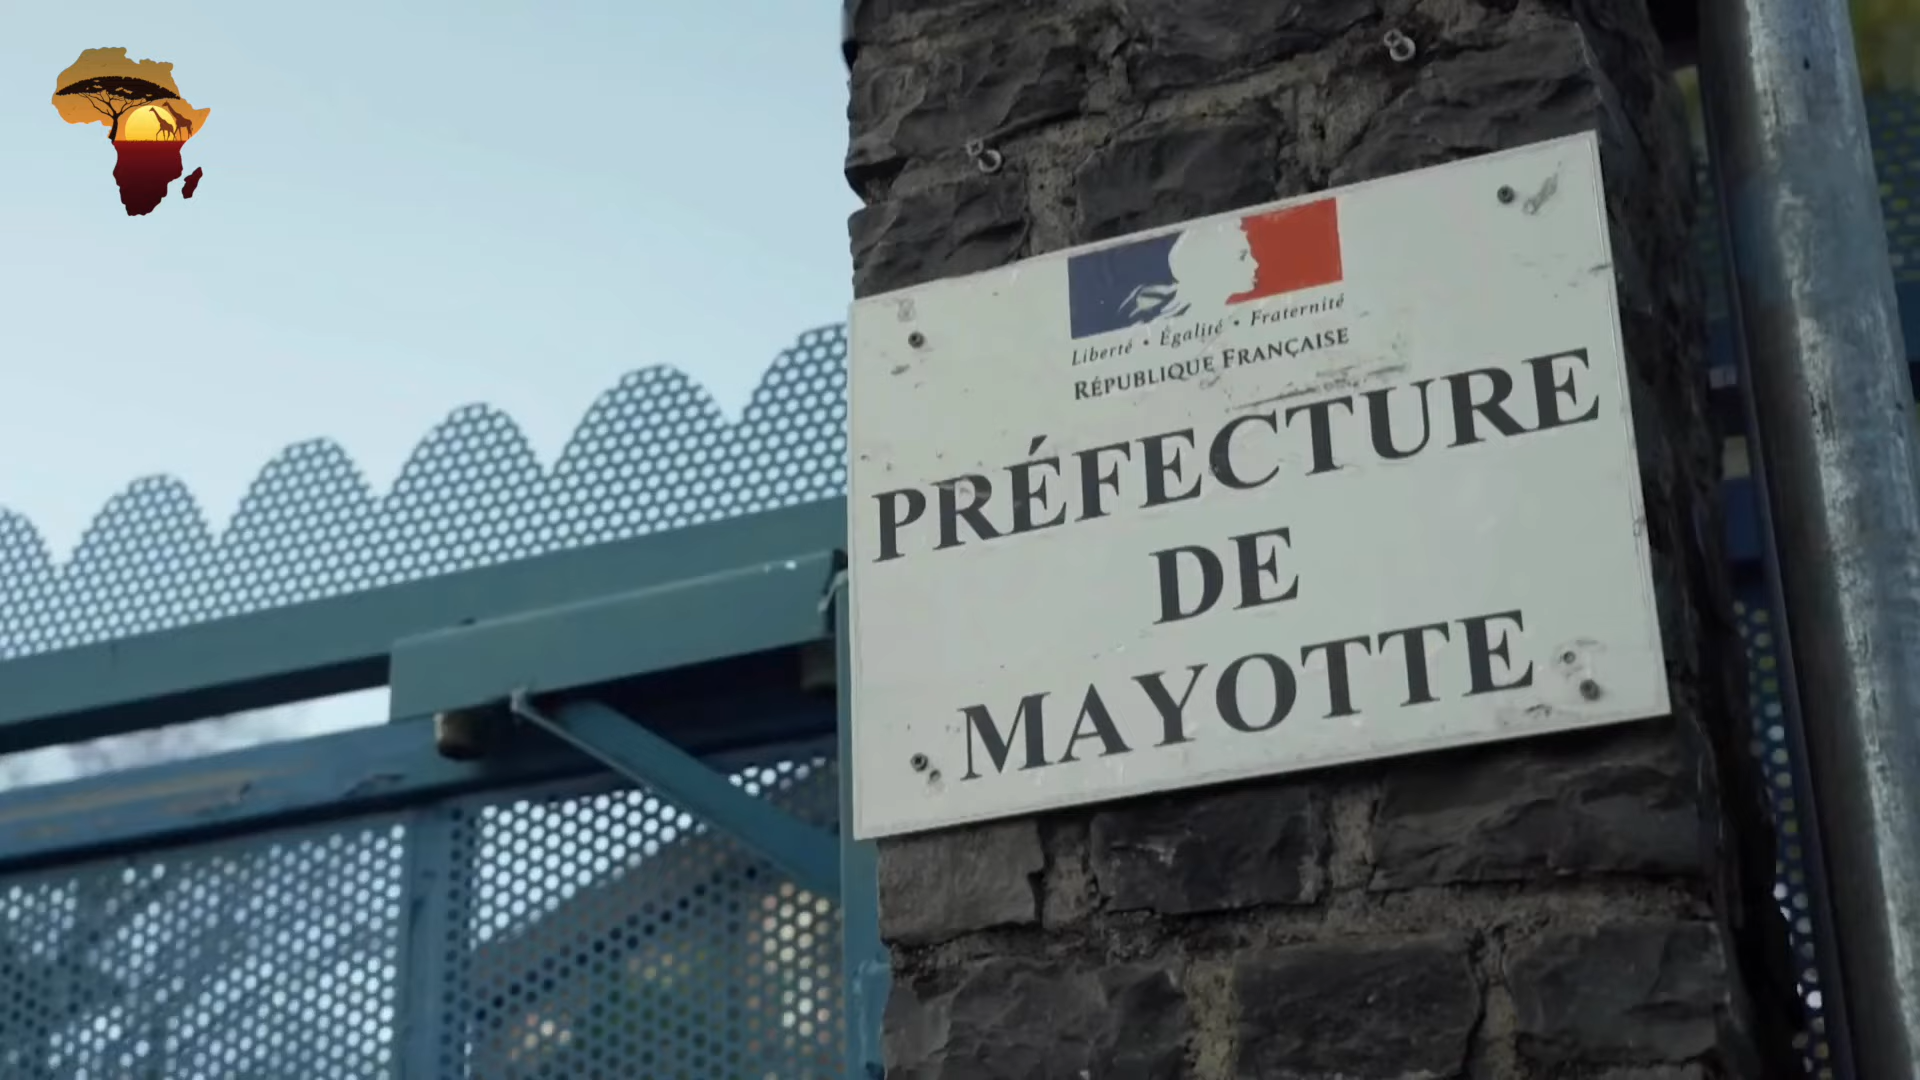 Liberté • Égalité • Fraternité
RÉPUBLIQUE FRANÇAISE
PRÉFECTURE
DE
MAYOTTE